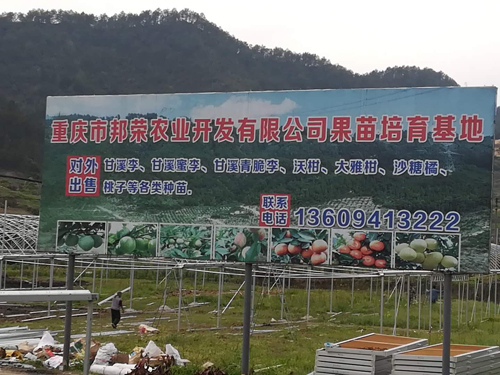 重庆市邦荣农业开发有限公司果苗培育基地
对外出售
甘溪李、甘溪蜜李、甘溪青脆李、沃柑、大雅柑、沙糖橘、
桃子等各类种苗.
联系电话 13609413222